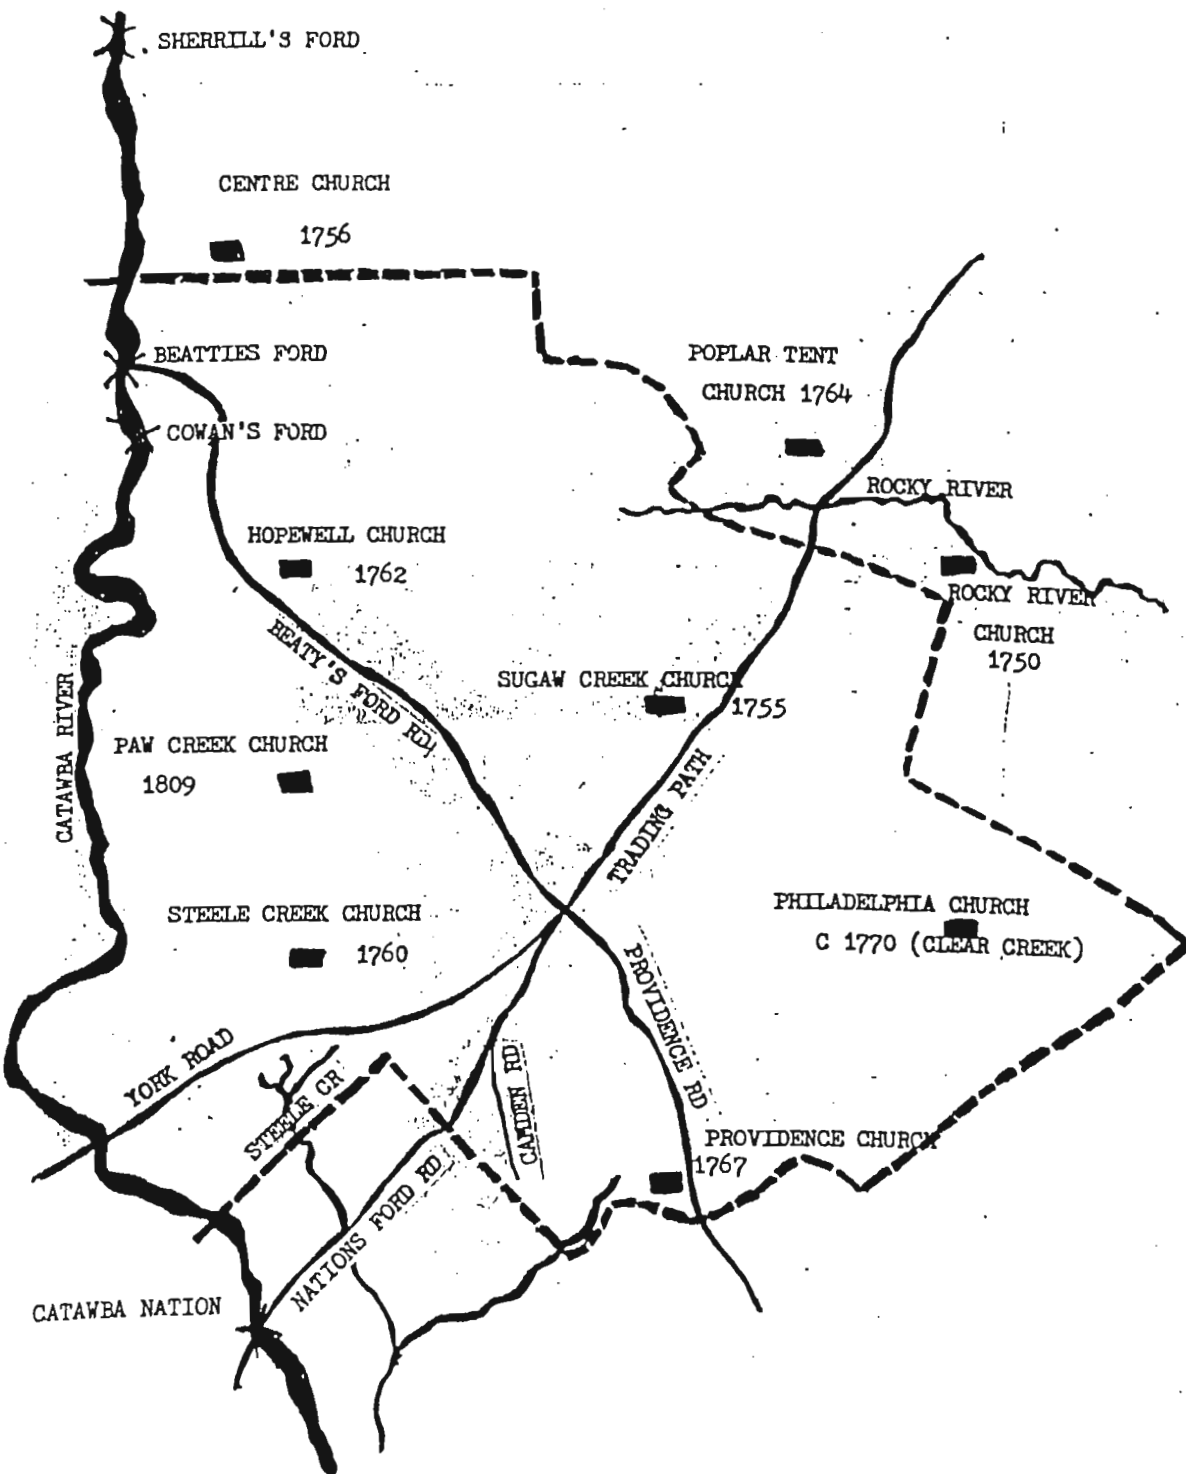 SHERRILL'S FORD
CENTRE CHURCH
1756
BEATTIES FORD
POPLAR TENT
CHURCH 1764
COWAN'S FORD
ROCKY RIVER
HOPEWELL CHURCH
1762
ROCKY RIVER
CHURCH
1750
BEATY'S FORD RD
SUGAW CREEK CHURCH
1755
CATAWBA RIVER
PAW CREEK CHURCH
1809
TRADING PATH
STEELE CREEK CHURCH
1760
PHILADELPHIA CHURCH
C 1770 (CLEAR CREEK)
PROVIDENCE RD
YORK ROAD
STEELE CR
CAMDEN RD
PROVIDENCE CHURCH
1767
NATIONS FORD RD
CATAWBA NATION